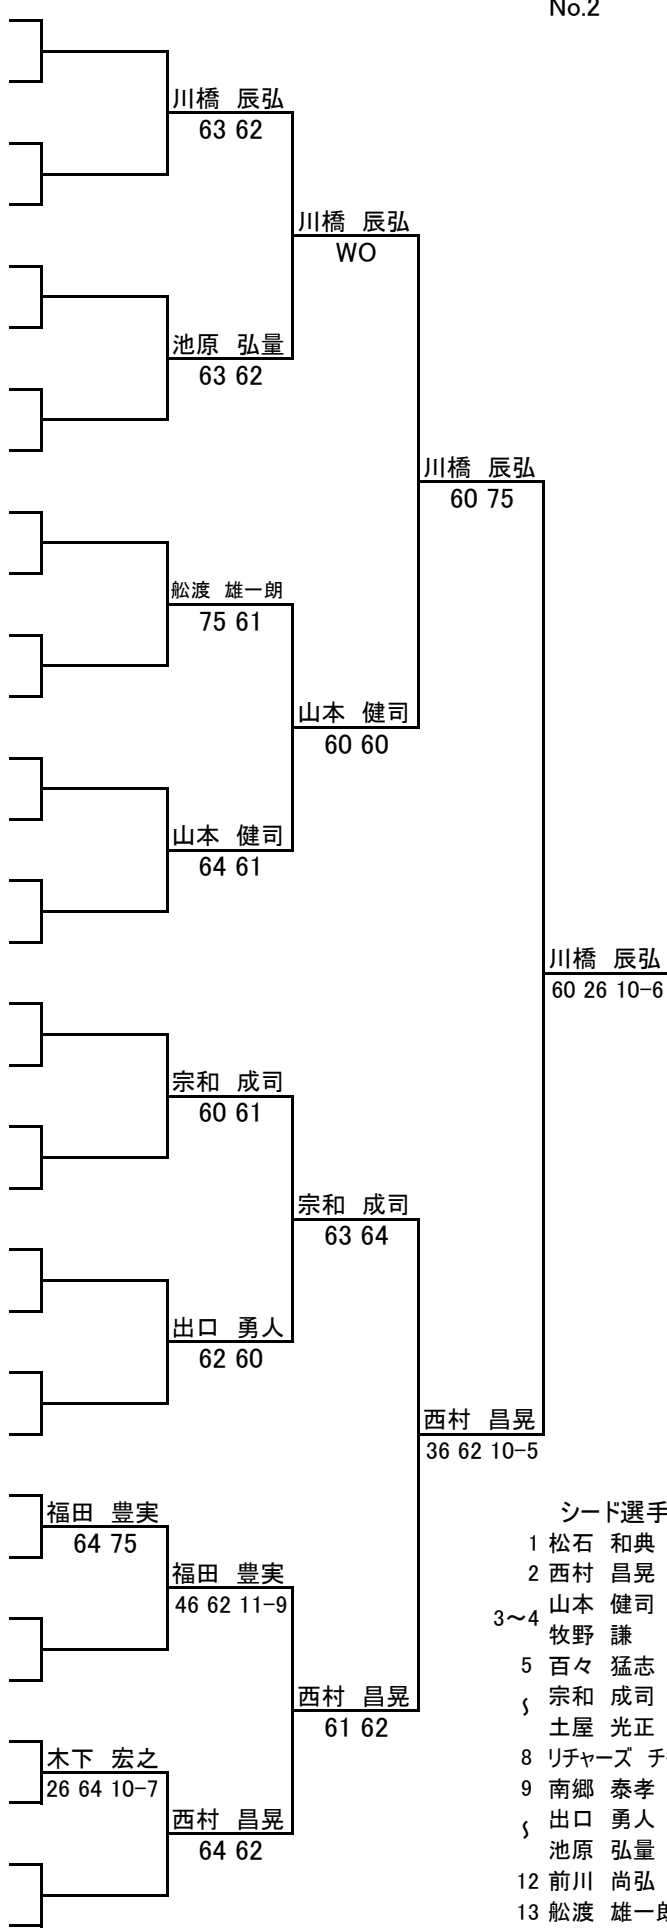 No.2
川橋 辰弘
63 62
川橋 辰弘
WO
池原 弘量
63 62
川橋 辰弘
60 75
舩渡 雄一朗
75 61
山本 健司
60 60
山本 健司
64 61
川橋 辰弘
60 26 10-6
宗和 成司
60 61
宗和 成司
63 64
出口 勇人
62 60
西村 昌晃
36 62 10-5
福田 豊実
64 75
福田 豊実
46 62 11-9
西村 昌晃
61 62
木下 宏之
26 64 10-7
西村 昌晃
64 62
シード選手
1 松石 和典
2 西村 昌晃
3～4 山本 健司
牧野 謙
5 百々 猛志
〜 宗和 成司
土屋 光正
8 リチャーズ
9 南郷 泰孝
〜 出口 勇人
池原 弘量
12 前川 尚弘
13 舩渡 雄一朗